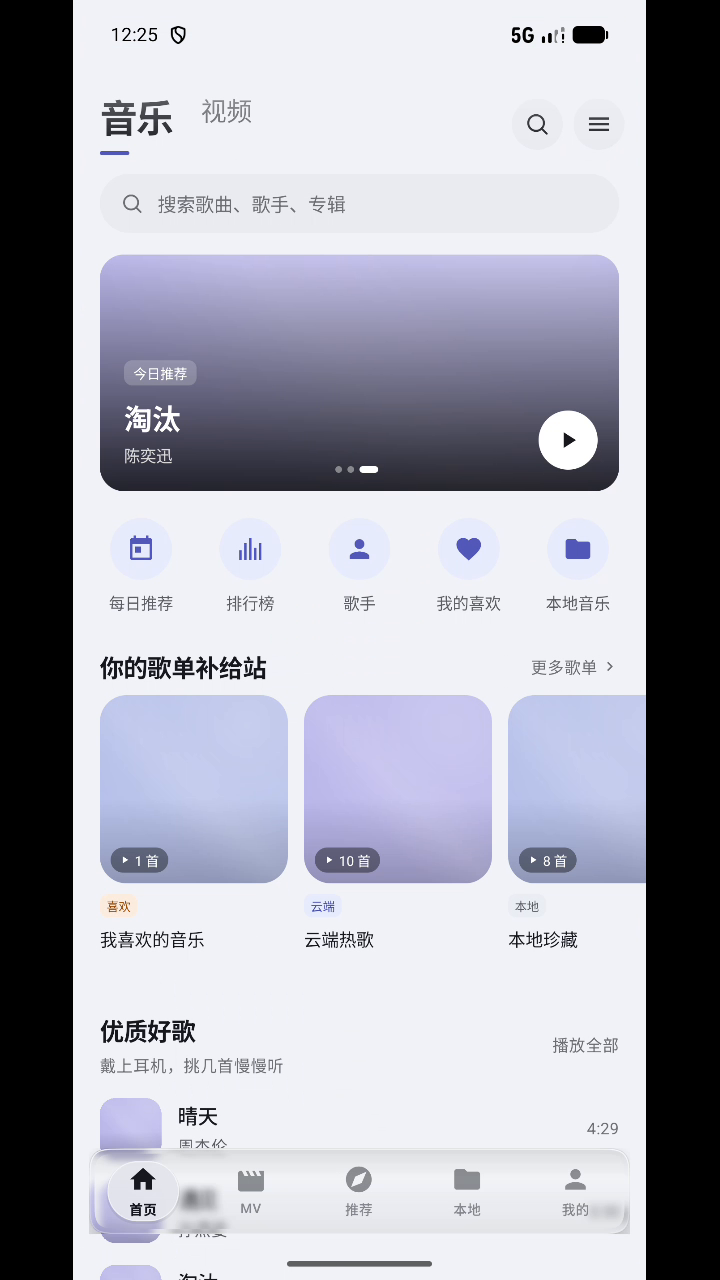 12:25
5G
音乐
视频
搜索歌曲、歌手、专辑
今日推荐
淘汰
陈奕迅
每日推荐
排行榜
歌手
我的喜欢
本地音乐
你的歌单补给站
更多歌单
1 首
10 首
8 首
喜欢
云端
本地
我喜欢的音乐
云端热歌
本地珍藏
优质好歌
播放全部
戴上耳机，挑几首慢慢听
晴天
4:29
周杰伦
首页
MV
推荐
本地
我的
淘汰